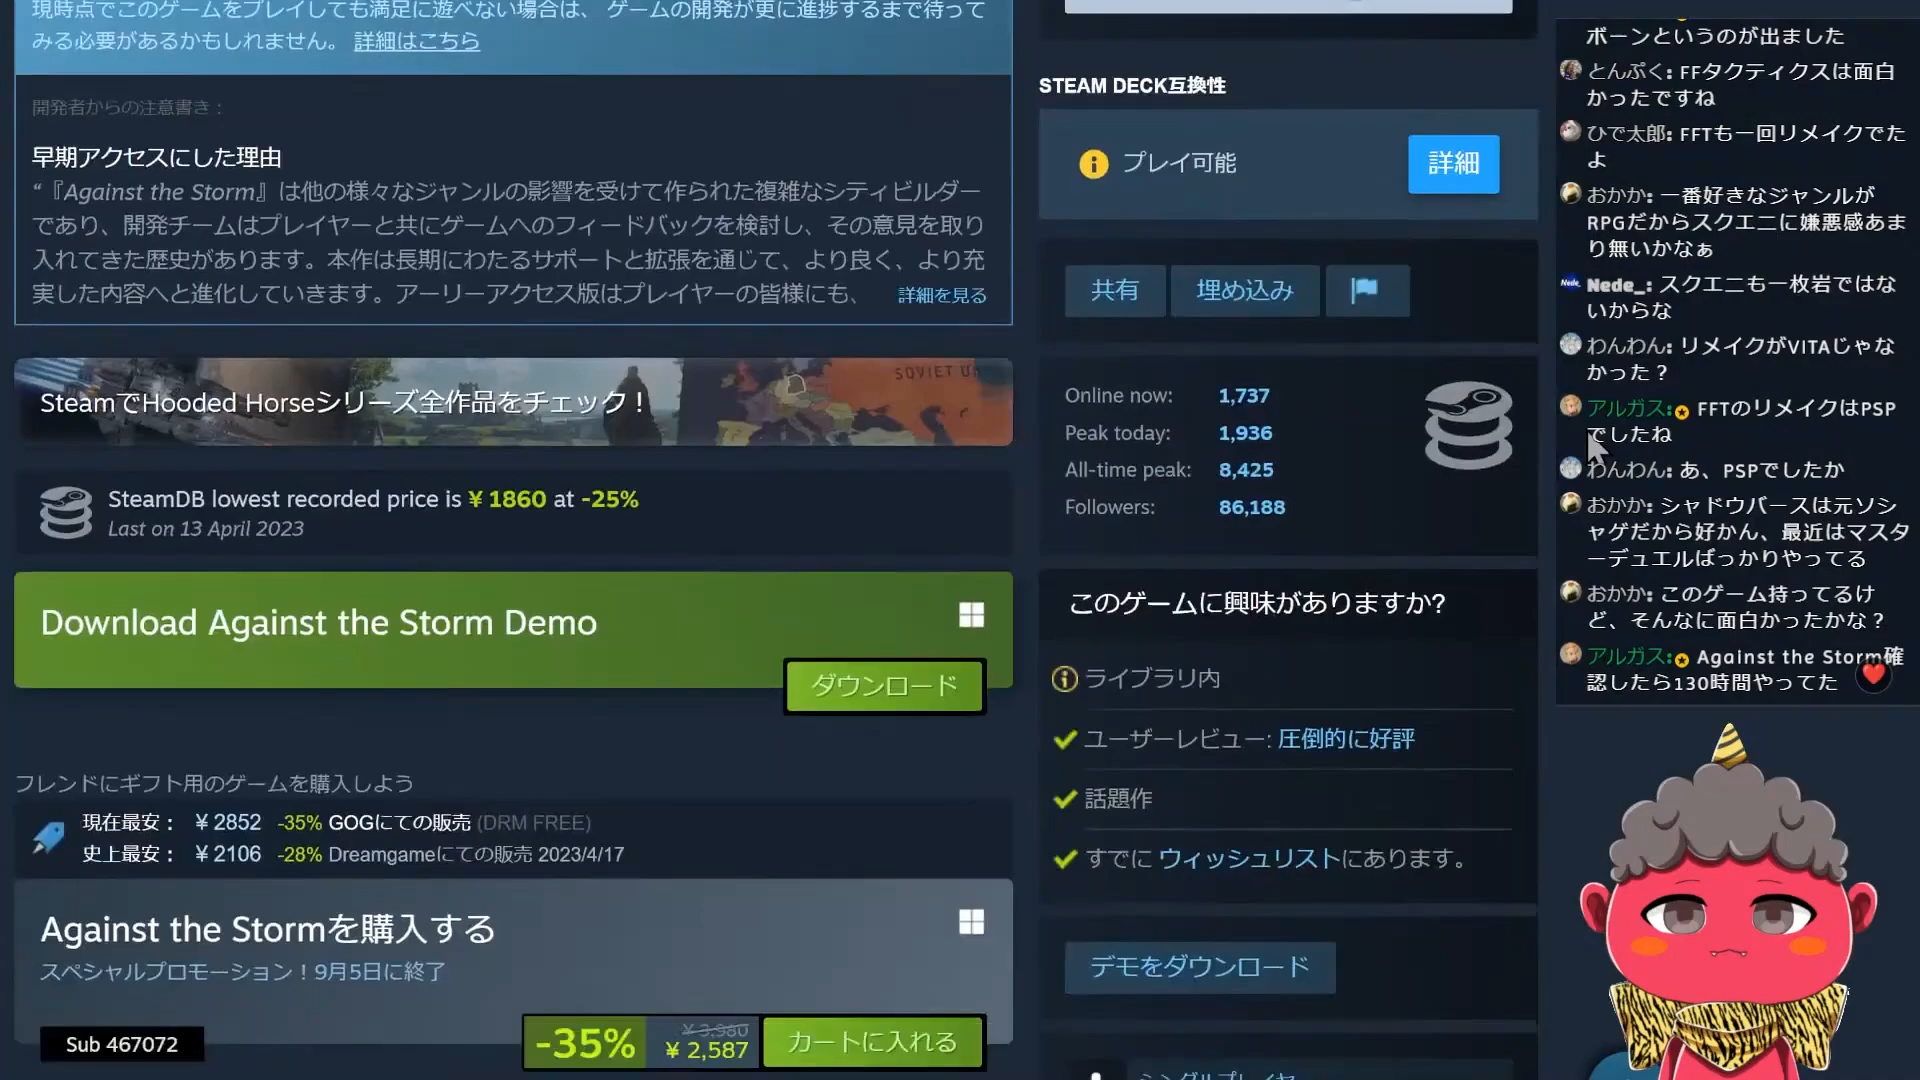 現時点でこのゲームをプレイしても満足に遊べない場合は、 ゲームの開発が更に進捗するまで待って
みる必要があるかもしれません。 詳細はこちら
開発者からの注意書き：
早期アクセスにした理由
“『Against the Storm』は他の様々なジャンルの影響を受けて作られた複雑なシティビルダー
であり、開発チームはプレイヤーと共にゲームへのフィードバックを検討し、その意見を取り
入れてきた歴史があります。本作は長期にわたるサポートと拡張を通じて、より良く、より充
実した内容へと進化していきます。アーリーアクセス版はプレイヤーの皆様にも、 詳細を見る
SOVIET
SteamでHooded Horseシリーズ全作品をチェック！
SteamDB lowest recorded price is ¥ 1860 at -25%
Last on 13 April 2023
Download Against the Storm Demo
ダウンロード
フレンドにギフト用のゲームを購入しよう
現在最安： ¥ 2852 -35% GOGにての販売 (DRM FREE)
史上最安： ¥ 2106 -28% Dreamgameにての販売 2023/4/17
Against the Stormを購入する
スペシャルプロモーション！9月5日に終了
Sub 467072
-35%
¥ 3,980
¥ 2,587
カートに入れる
STEAM DECK互換性
プレイ可能
詳細
共有
埋め込み
Online now: 1,737
Peak today: 1,936
All-time peak: 8,425
Followers: 86,188
このゲームに興味がありますか?
ライブラリ内
ユーザーレビュー: 圧倒的に好評
話題作
すでに ウィッシュリストにあります。
デモをダウンロード
シングルプレイヤー
ボーンというのが出ました
とんぷく: FFタクティクスは面白
かったですね
ひで太郎: FFTも一回リメイクでた
よ
おかか: 一番好きなジャンルが
RPGだからスクエニに嫌悪感あま
り無いかなぁ
Nede_: スクエニも一枚岩ではな
いからな
わんわん: リメイクがVITAじゃな
かった？
アルガス: FFTのリメイクはPSP
でしたね
わんわん: あ、PSPでしたか
おかか: シャドウバースは元ソシ
ャゲだから好かん、最近はマスタ
ーデュエルばっかりやってる
おかか: このゲーム持ってるけ
ど、そんなに面白かったかな？
アルガス: Against the Storm確
認したら130時間やってた